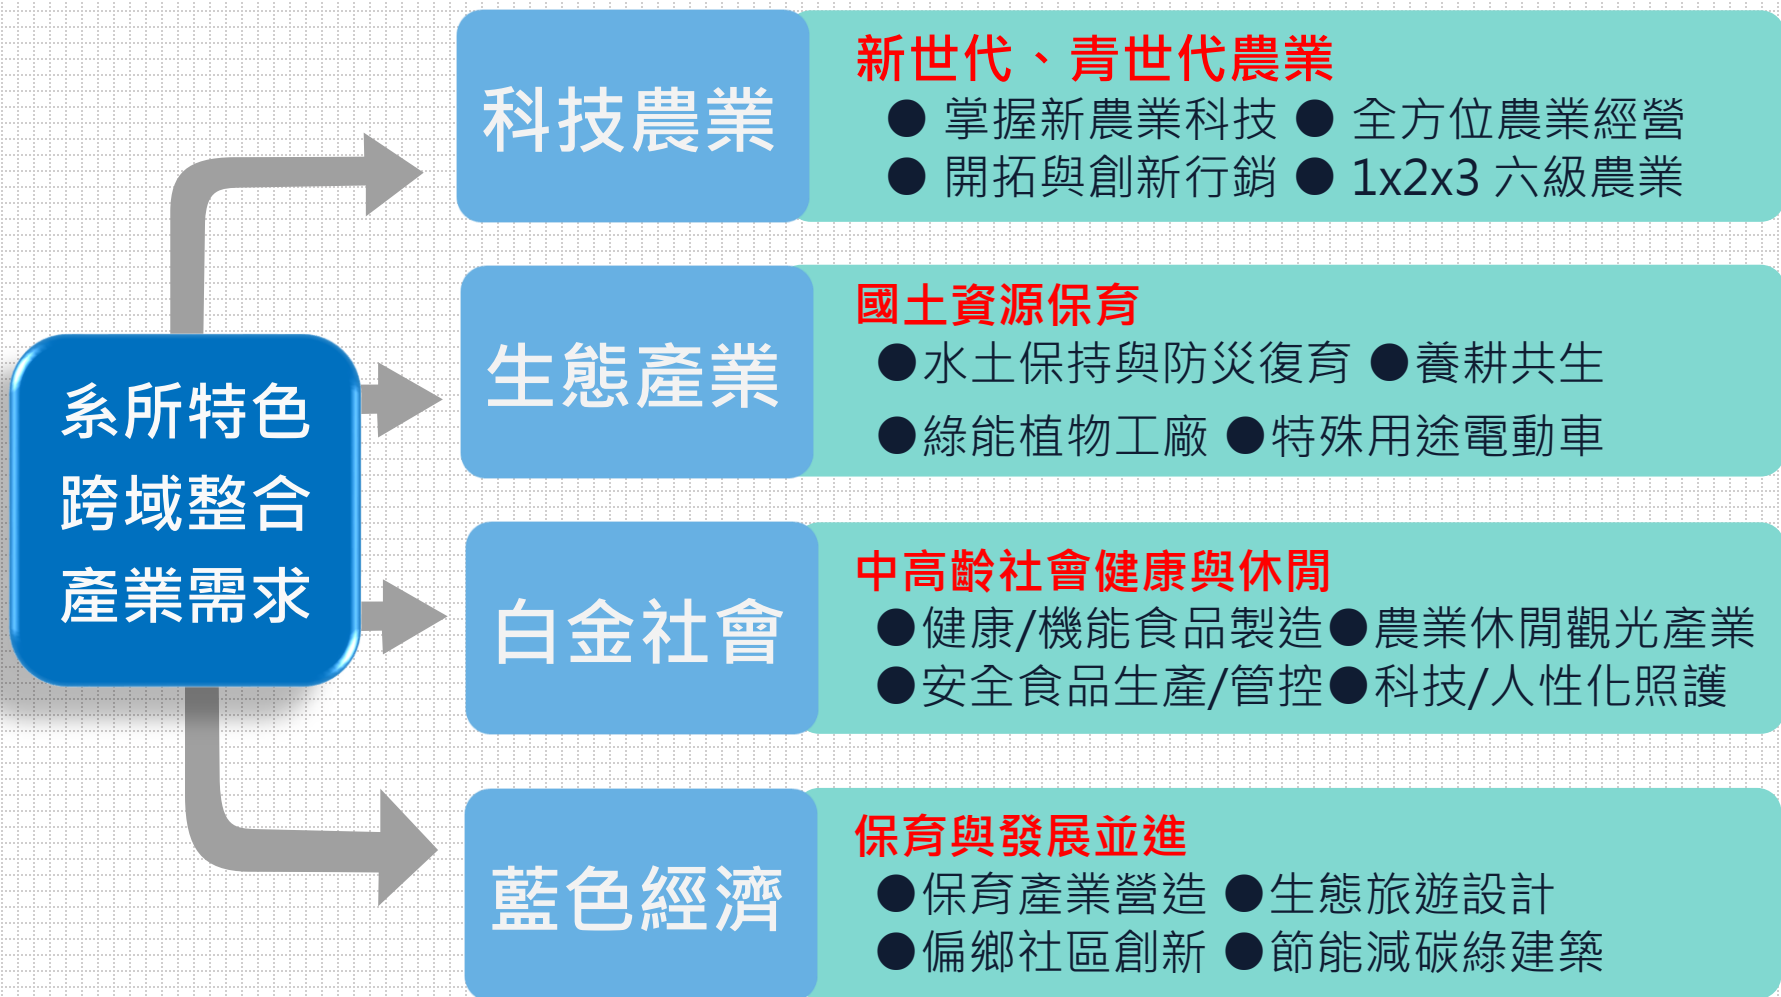 系所特色
跨域整合
產業需求
科技農業
新世代、青世代農業
● 掌握新農業科技 ● 全方位農業經營
● 開拓與創新行銷 ● 1x2x3 六級農業
生態產業
國土資源保育
●水土保持與防災復育 ●養耕共生
●綠能植物工廠 ●特殊用途電動車
白金社會
中高齡社會健康與休閒
●健康/機能食品製造●農業休閒觀光產業
●安全食品生產/管控●科技/人性化照護
藍色經濟
保育與發展並進
●保育產業營造 ●生態旅遊設計
●偏鄉社區創新 ●節能減碳綠建築